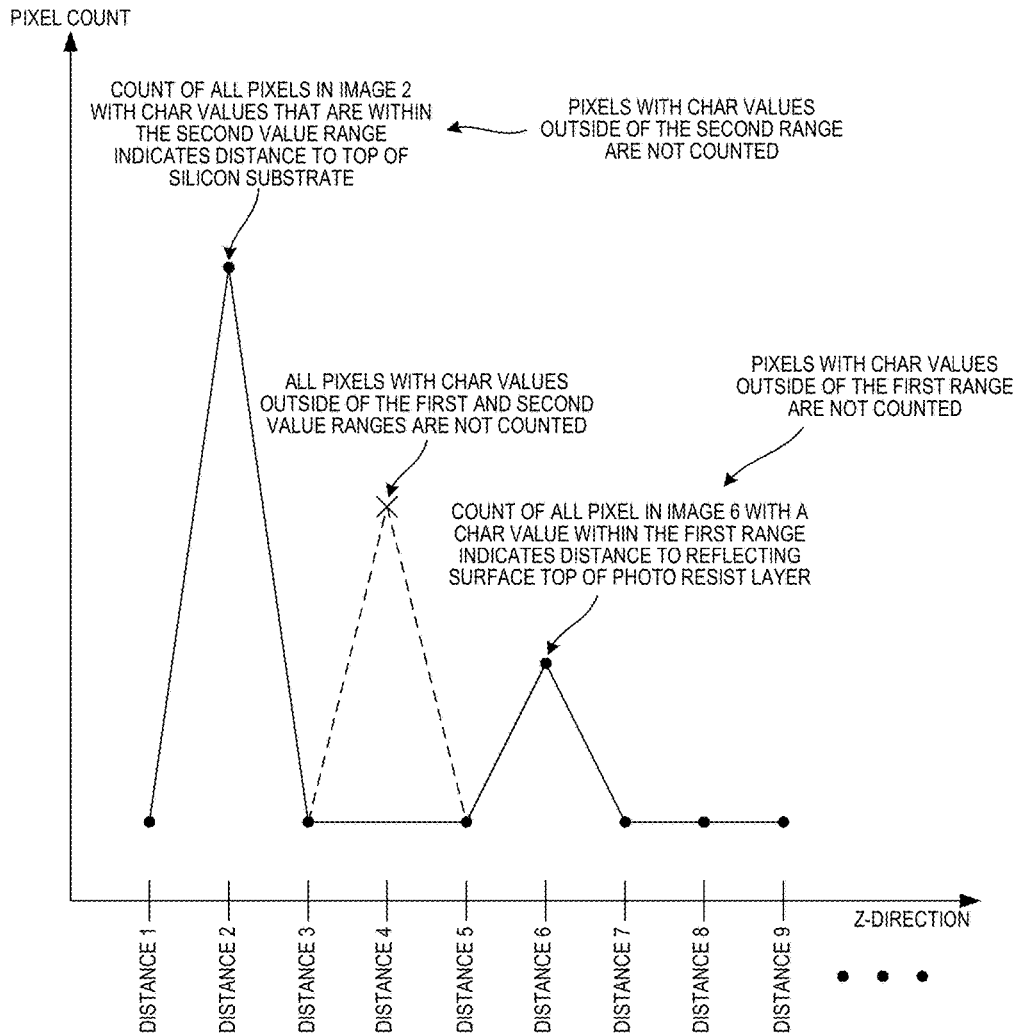 PIXEL COUNT
COUNT OF ALL PIXELS IN IMAGE 2
WITH CHAR VALUES THAT ARE WITHIN
THE SECOND VALUE RANGE
INDICATES DISTANCE TO TOP OF
SILICON SUBSTRATE
PIXELS WITH CHAR VALUES
OUTSIDE OF THE SECOND RANGE
ARE NOT COUNTED
ALL PIXELS WITH CHAR VALUES
OUTSIDE OF THE FIRST AND SECOND
VALUE RANGES ARE NOT COUNTED
PIXELS WITH CHAR VALUES
OUTSIDE OF THE FIRST RANGE
ARE NOT COUNTED
COUNT OF ALL PIXEL IN IMAGE 6 WITH A
CHAR VALUE WITHIN THE FIRST RANGE
INDICATES DISTANCE TO REFLECTING
SURFACE TOP OF PHOTO RESIST LAYER
Z-DIRECTION
DISTANCE 1
DISTANCE 2
DISTANCE 3
DISTANCE 4
DISTANCE 5
DISTANCE 6
DISTANCE 7
DISTANCE 8
DISTANCE 9